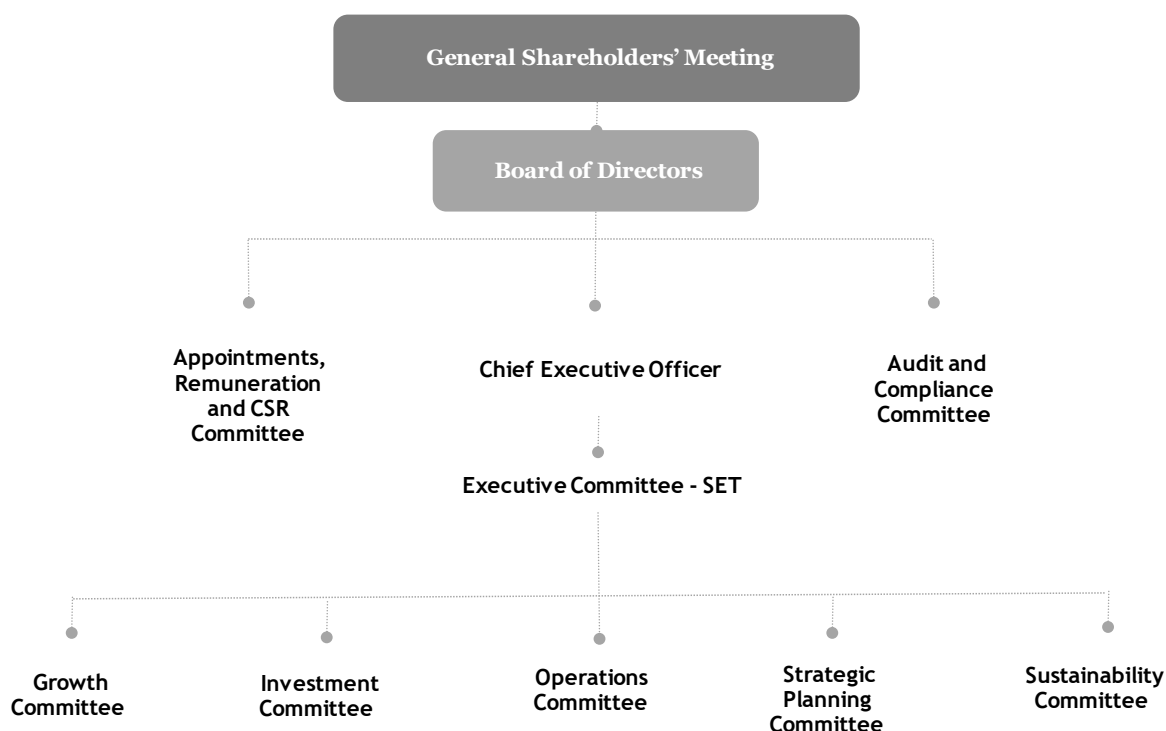 General Shareholders’ Meeting
Board of Directors
Appointments,
Remuneration
and CSR
Committee
Chief Executive Officer
Audit and
Compliance
Committee
Executive Committee - SET
Growth
Committee
Investment
Committee
Operations
Committee
Strategic
Planning
Committee
Sustainability
Committee